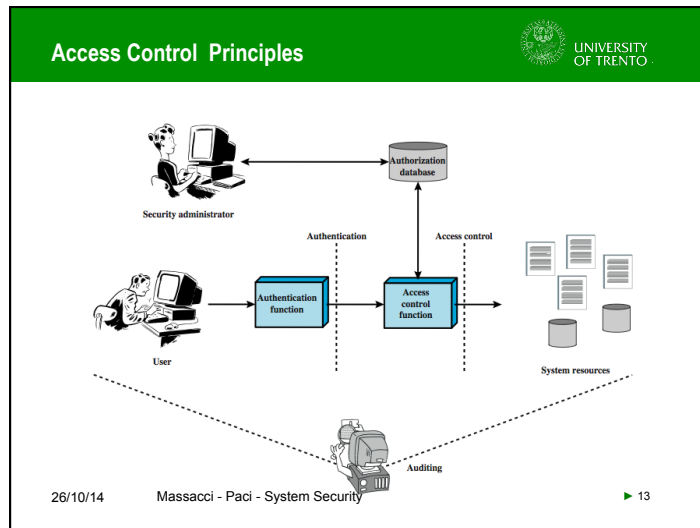 Access Control Principles
UNIVERSITY
OF TRENTO
Authorization
database
Security administrator
Authentication
Access control
Authentication
function
Access
control
function
User
System resources
Auditing
26/10/14
Massacci - Paci - System Security
► 13